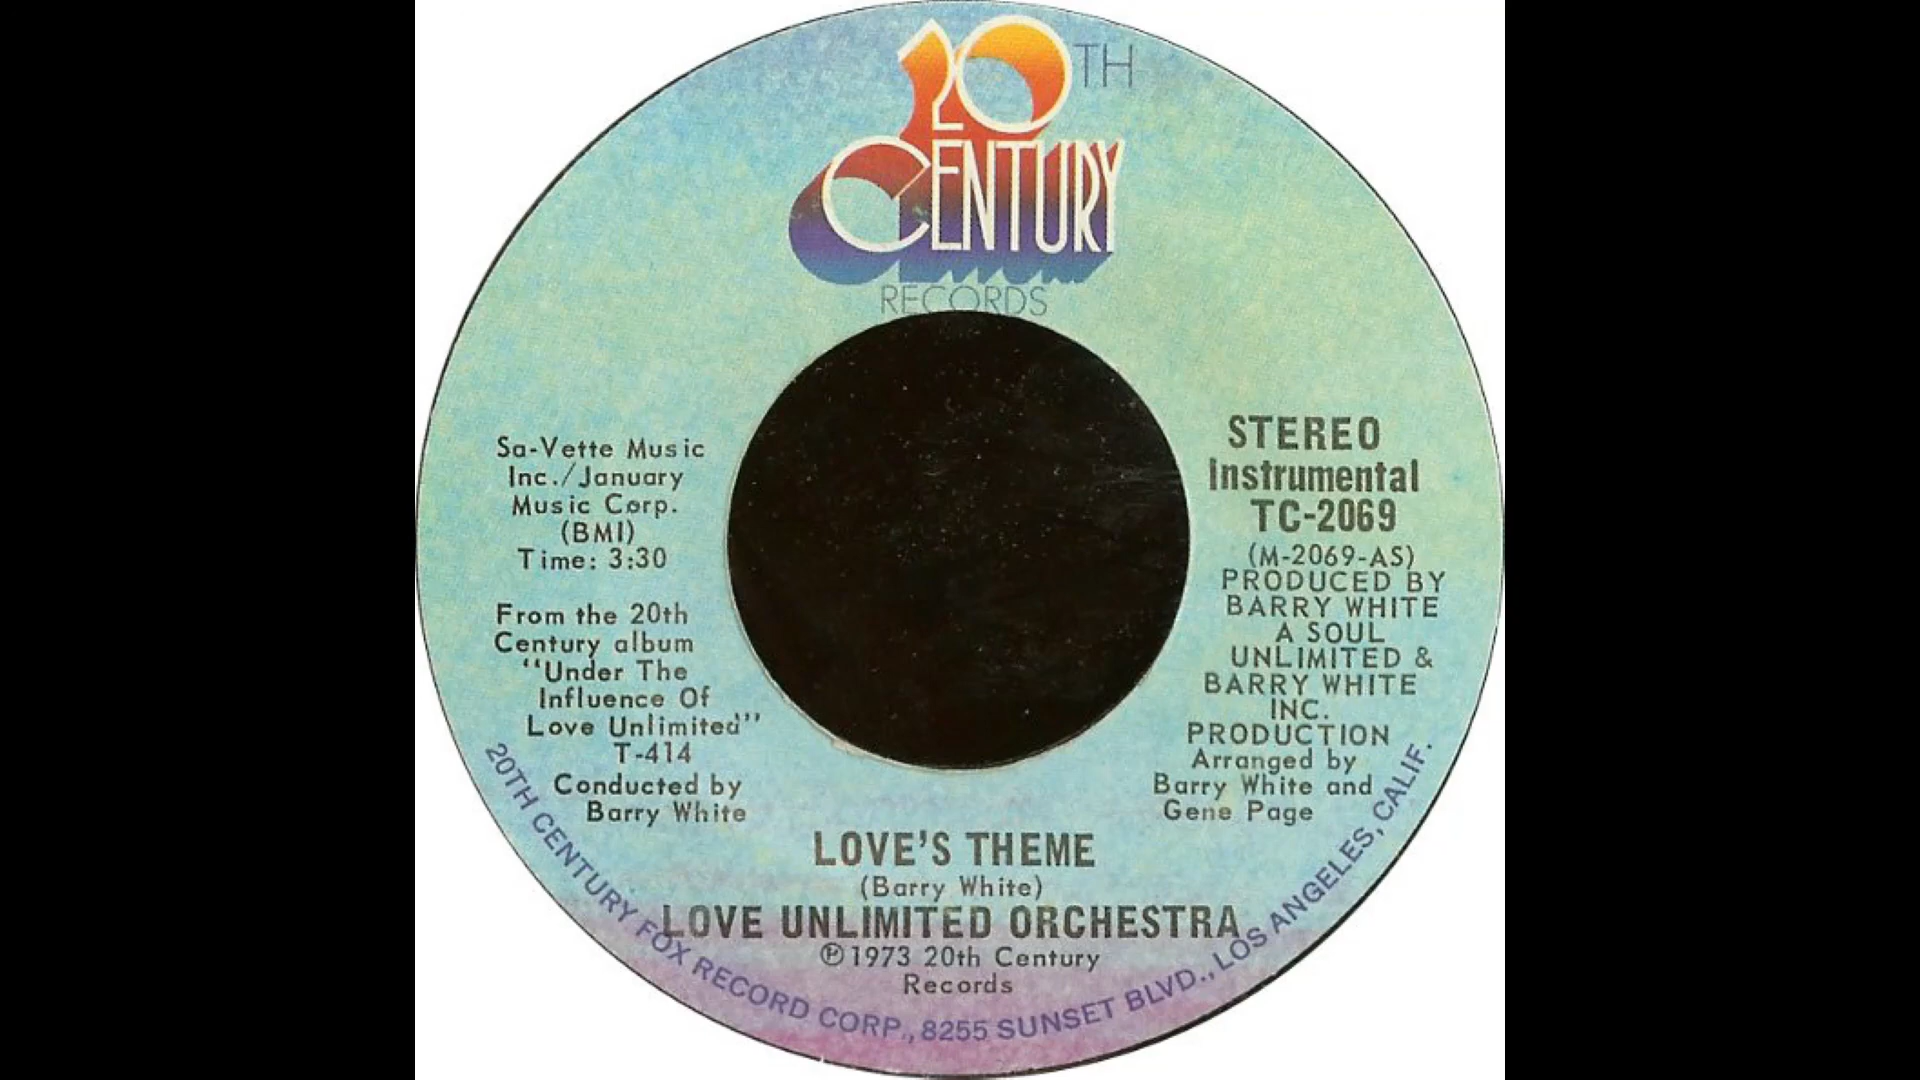 20TH
CENTURY
RECORDS
Sa-Vette Music
Inc./January
Music Corp.
(BMI)
Time: 3:30
From the 20th
Century album
"Under The
Influence Of
Love Unlimited"
T-414
Conducted by
Barry White
STEREO
Instrumental
TC-2069
(M-2069-AS)
PRODUCED BY
BARRY WHITE
A SOUL
UNLIMITED &
BARRY WHITE
INC.
PRODUCTION
Arranged by
Barry White and
Gene Page
LOVE'S THEME
(Barry White)
LOVE UNLIMITED ORCHESTRA
℗1973 20th Century
Records
20TH CENTURY FOX RECORD CORP., 8255 SUNSET BLVD., LOS ANGELES, CALIF.